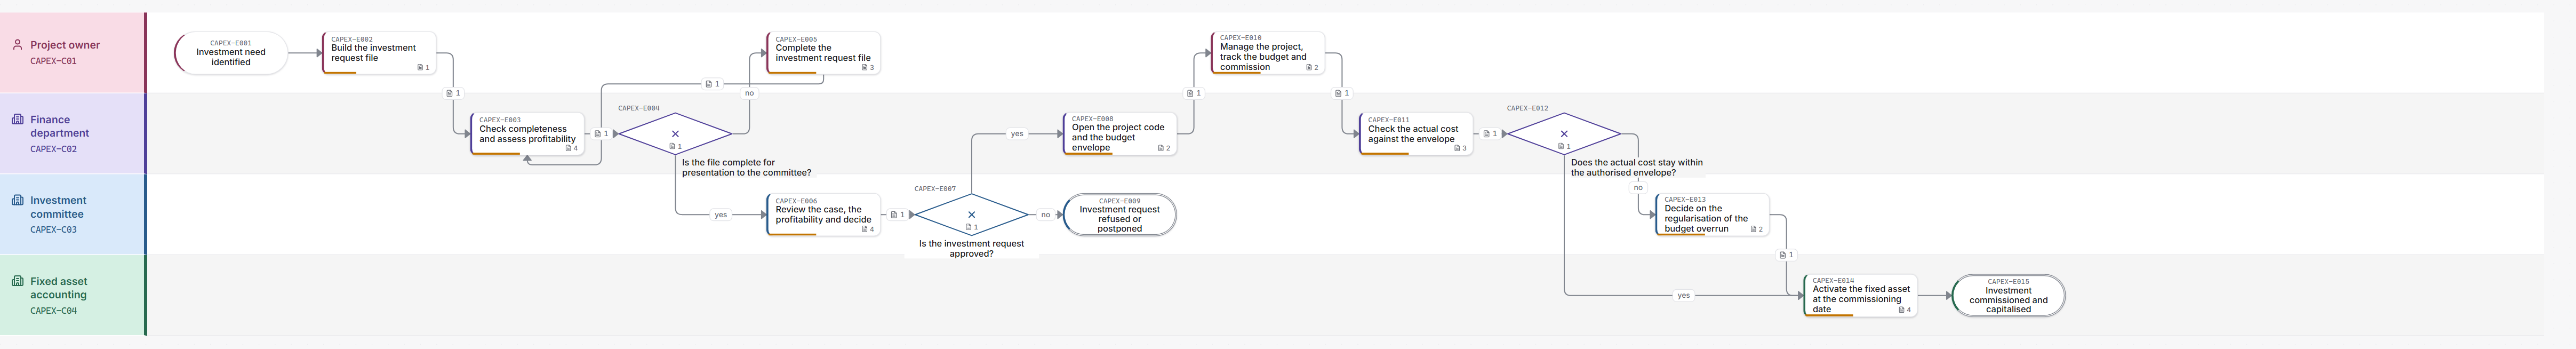 Project owner
CAPEX-C01
Finance
department
CAPEX-C02
Investment
committee
CAPEX-C03
Fixed asset
accounting
CAPEX-C04
CAPEX-E001
Investment need
identified
CAPEX-E002
Build the investment
request file
1
1
CAPEX-E003
Check completeness
and assess profitability
4
1
CAPEX-E004
1
Is the file complete for
presentation to the committee?
no
CAPEX-E005
Complete the
investment request file
3
1
yes
CAPEX-E006
Review the case, the
profitability and decide
4
1
CAPEX-E007
1
Is the investment request
approved?
yes
no
CAPEX-E008
Open the project code
and the budget
envelope
2
1
CAPEX-E009
Investment request
refused or
postponed
CAPEX-E010
Manage the project,
track the budget and
commission
2
1
CAPEX-E011
Check the actual cost
against the envelope
3
1
CAPEX-E012
1
Does the actual cost stay within
the authorised envelope?
no
CAPEX-E013
Decide on the
regularisation of the
budget overrun
2
1
yes
CAPEX-E014
Activate the fixed asset
at the commissioning
date
4
CAPEX-E015
Investment
commissioned and
capitalised